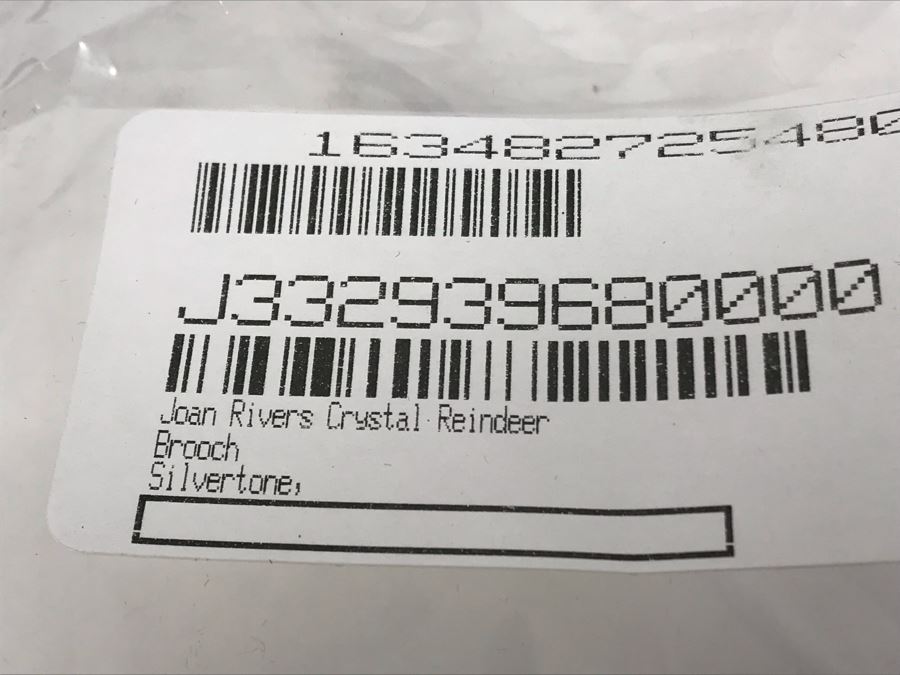 163482725480
J332939680000
Joan Rivers Crystal Reindeer
Brooch
Silvertone,